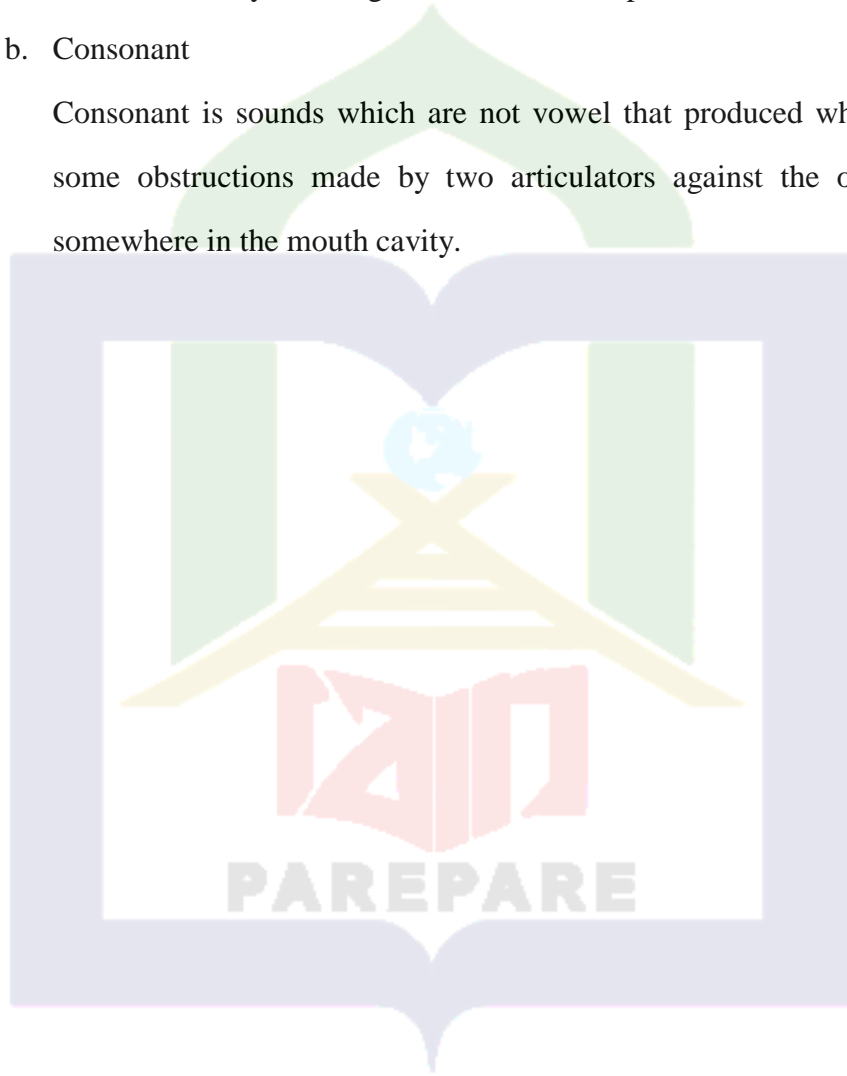 b. Consonant
Consonant is sounds which are not vowel that produced
some obstructions made by two articulators against the
somewhere in the mouth cavity.
PAREPARE